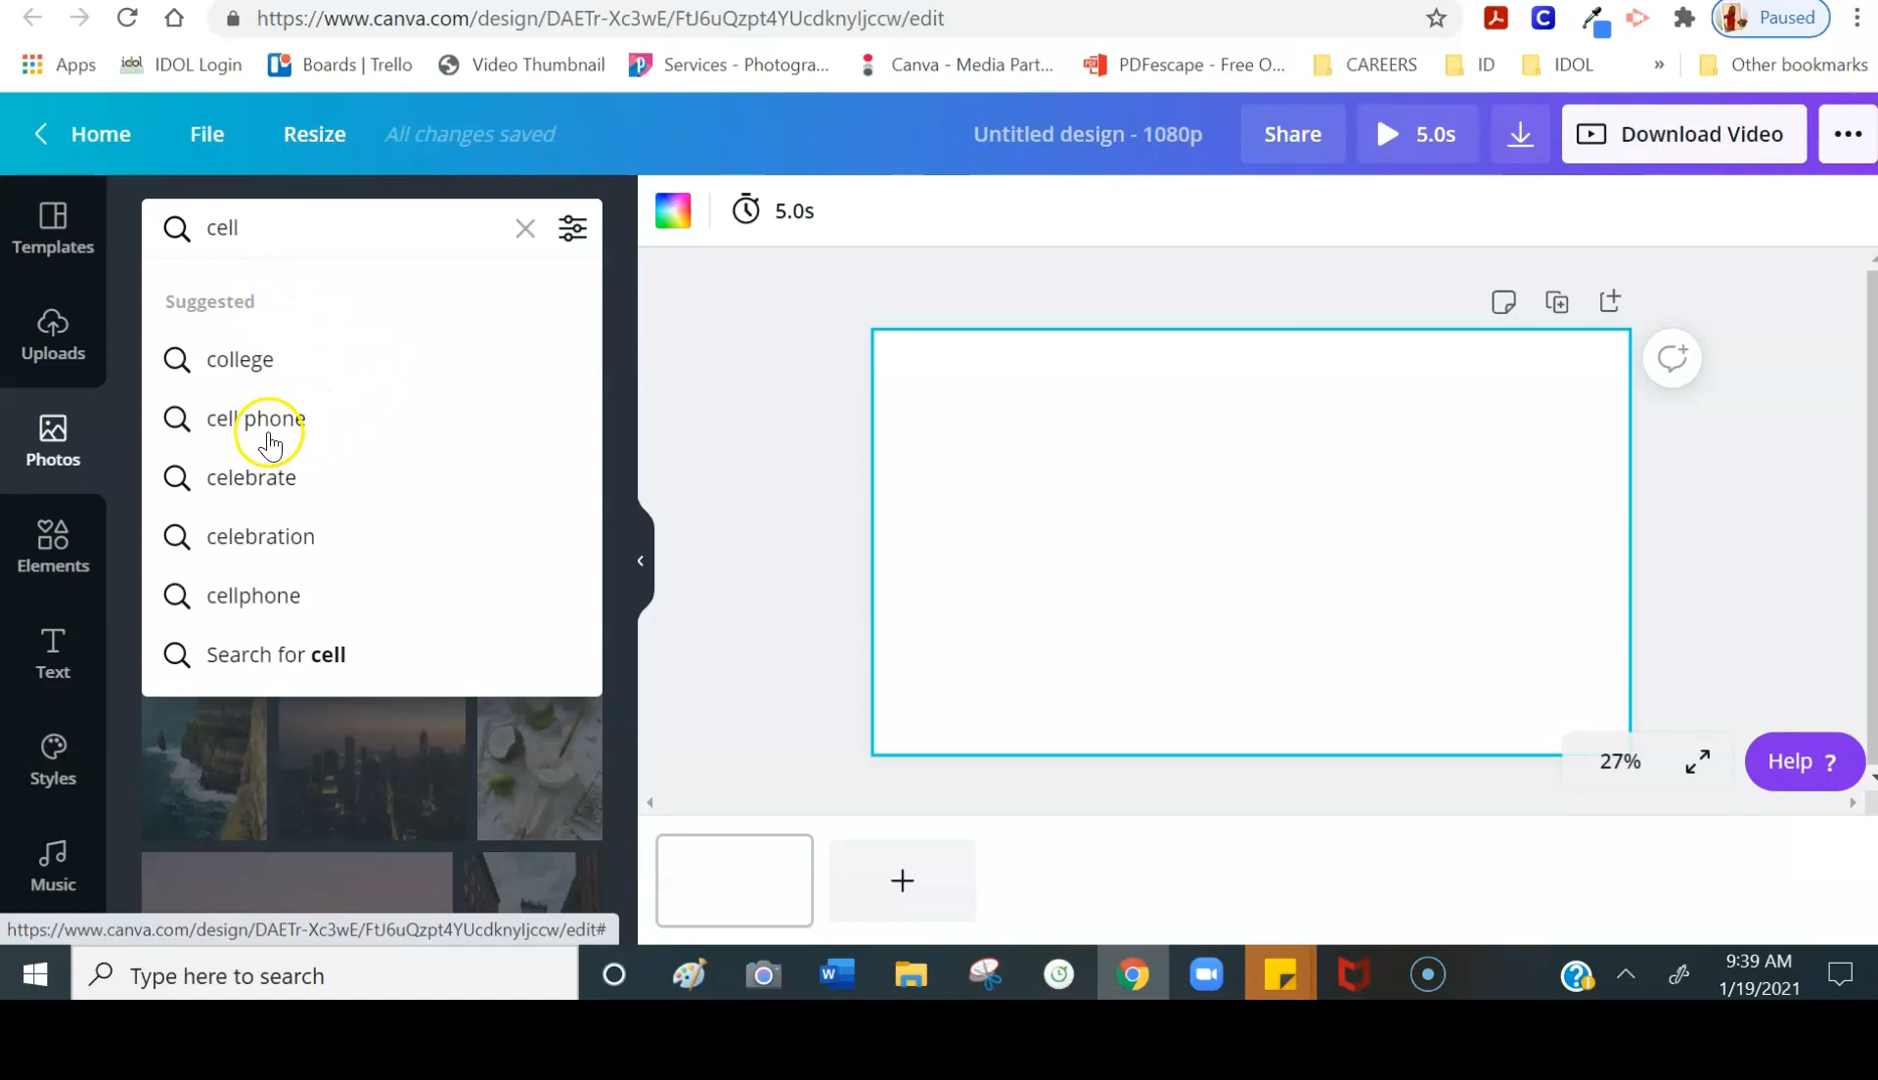 https://www.canva.com/design/DAETr-Xc3wE/FtJ6uQzpt4YUcdknyljccw/edit
Paused
Apps
idol IDOL Login
Boards | Trello
Video Thumbnail
Services - Photogra...
Canva - Media Part...
PDFescape - Free O...
CAREERS
ID
IDOL
»
Other bookmarks
Home
File
Resize
All changes saved
Untitled design - 1080p
Share
5.0s
Download Video
Templates
Uploads
Photos
Elements
Text
Styles
Music
cell
Suggested
college
cell phone
celebrate
celebration
cellphone
Search for cell
5.0s
27%
Help ?
https://www.canva.com/design/DAETr-Xc3wE/FtJ6uQzpt4YUcdknyljccw/edit#
Type here to search
9:39 AM
1/19/2021